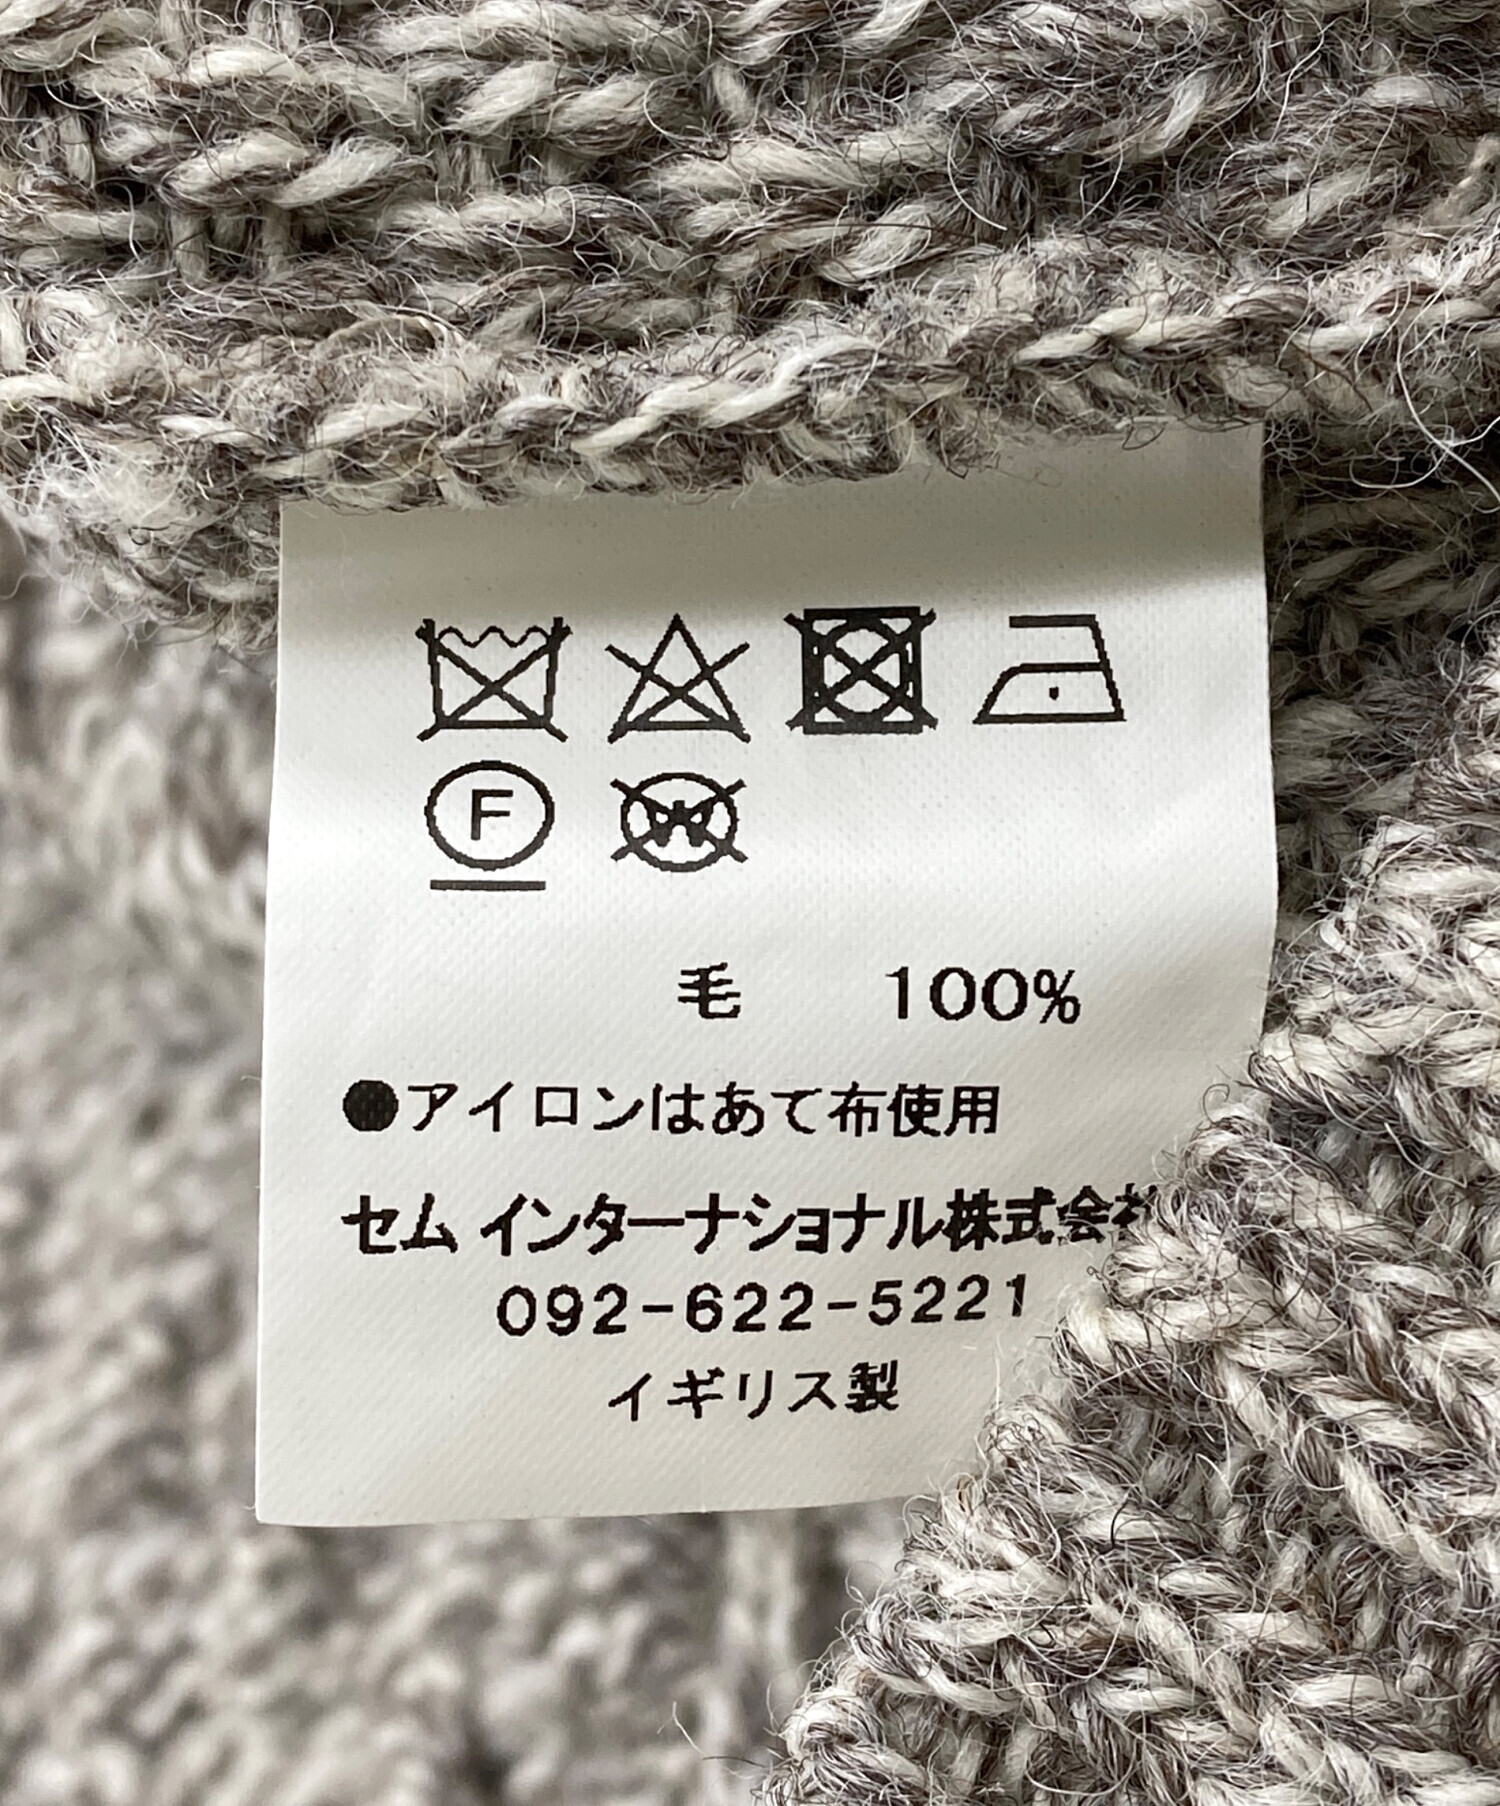 F
W
毛 100%
●アイロンはあて布使用
セム インターナショナル株式会社
092-622-5221
イギリス製